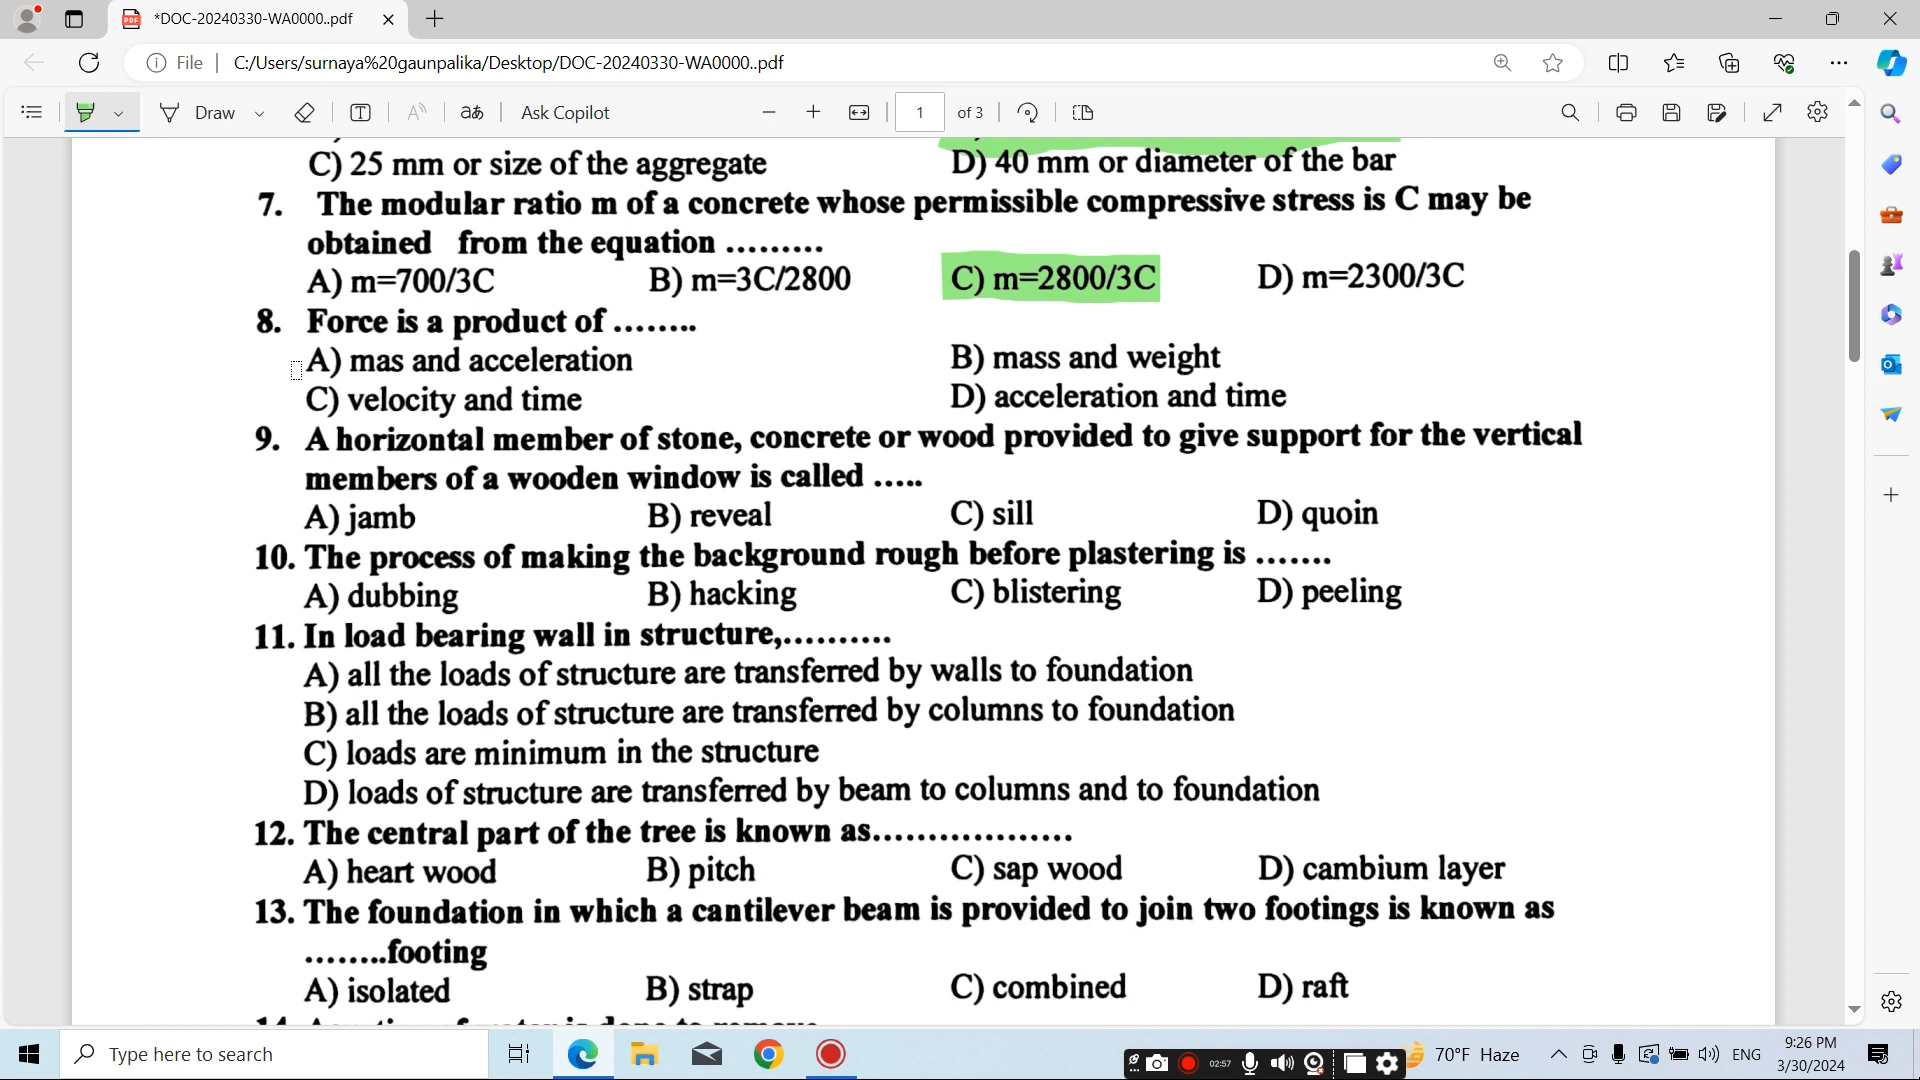 *DOC-20240330-WA0000..pdf
File
C:/Users/surnaya%20gaunpalika/Desktop/DOC-20240330-WA0000..pdf
Draw
Ask Copilot
1 of 3
C) 25 mm or size of the aggregate D) 40 mm or diameter of the bar
7. The modular ratio m of a concrete whose permissible compressive stress is C may be
obtained from the equation .........
A) m=700/3C B) m=3C/2800 C) m=2800/3C D) m=2300/3C
8. Force is a product of ........
A) mas and acceleration B) mass and weight
C) velocity and time D) acceleration and time
9. A horizontal member of stone, concrete or wood provided to give support for the vertical
members of a wooden window is called .....
A) jamb B) reveal C) sill D) quoin
10. The process of making the background rough before plastering is .......
A) dubbing B) hacking C) blistering D) peeling
11. In load bearing wall in structure,..........
A) all the loads of structure are transferred by walls to foundation
B) all the loads of structure are transferred by columns to foundation
C) loads are minimum in the structure
D) loads of structure are transferred by beam to columns and to foundation
12. The central part of the tree is known as..................
A) heart wood B) pitch C) sap wood D) cambium layer
13. The foundation in which a cantilever beam is provided to join two footings is known as
........footing
A) isolated B) strap C) combined D) raft
Type here to search
02:57
70°F Haze
ENG
9:26 PM
3/30/2024